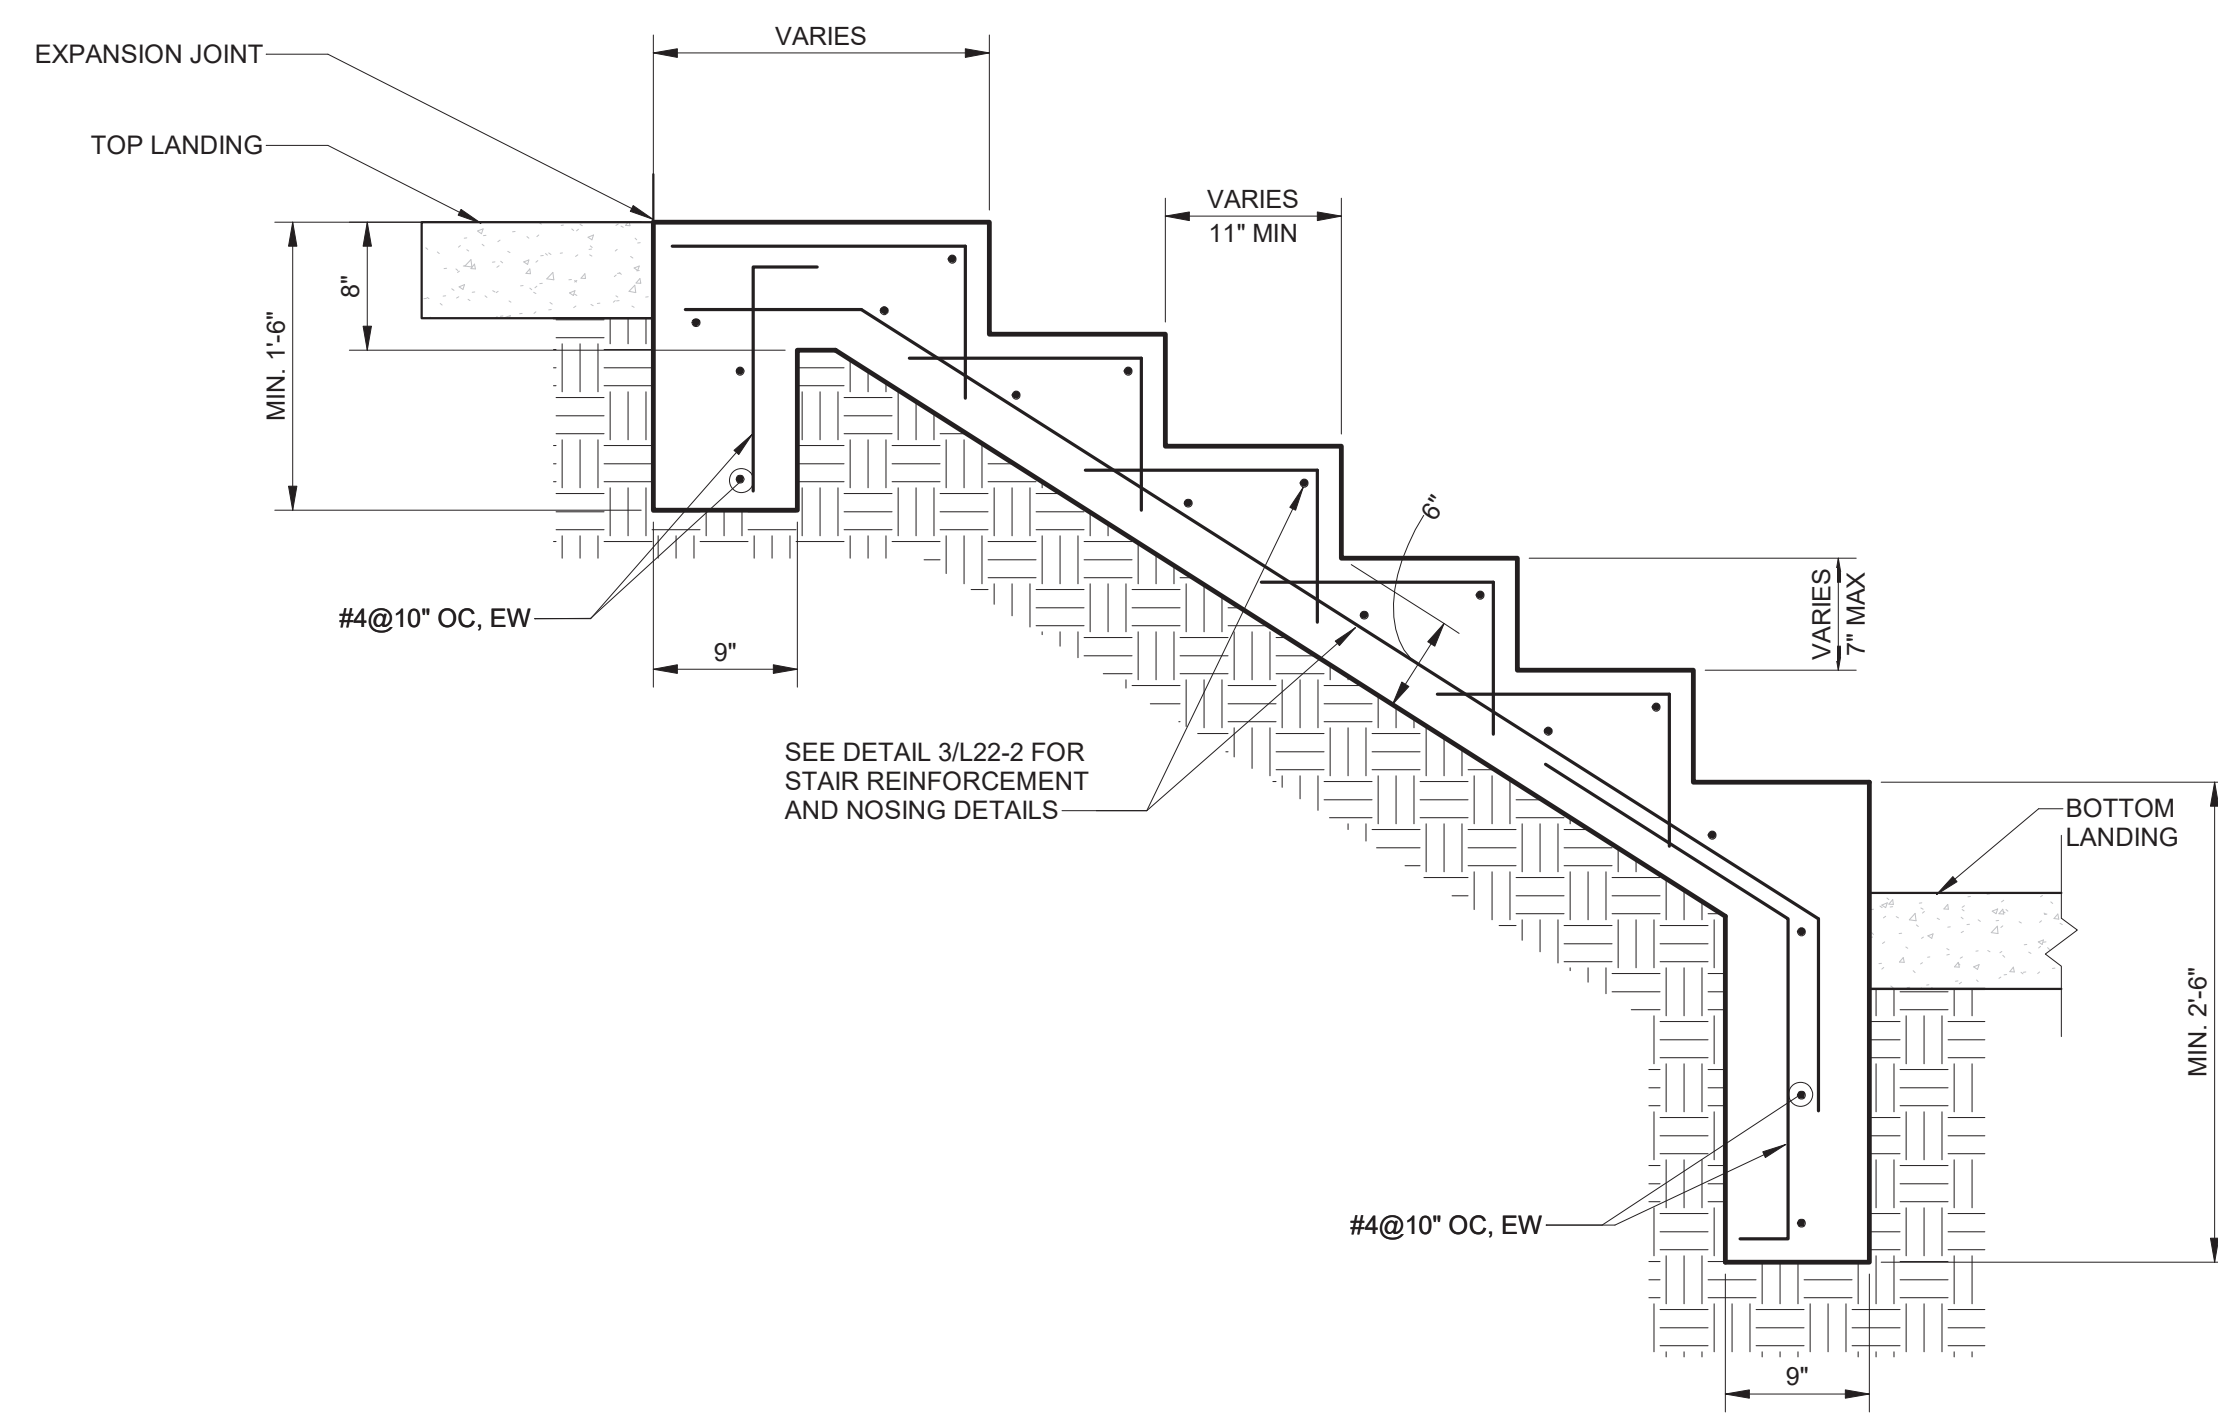 VARIES
EXPANSION JOINT
TOP LANDING
VARIES
11" MIN
8"
MIN. 1'-6"
6"
VARIES
7" MAX
#4@10" OC, EW
9"
SEE DETAIL 3/L22-2 FOR
STAIR REINFORCEMENT
AND NOSING DETAILS
BOTTOM
LANDING
MIN. 2'-6"
#4@10" OC, EW
9"